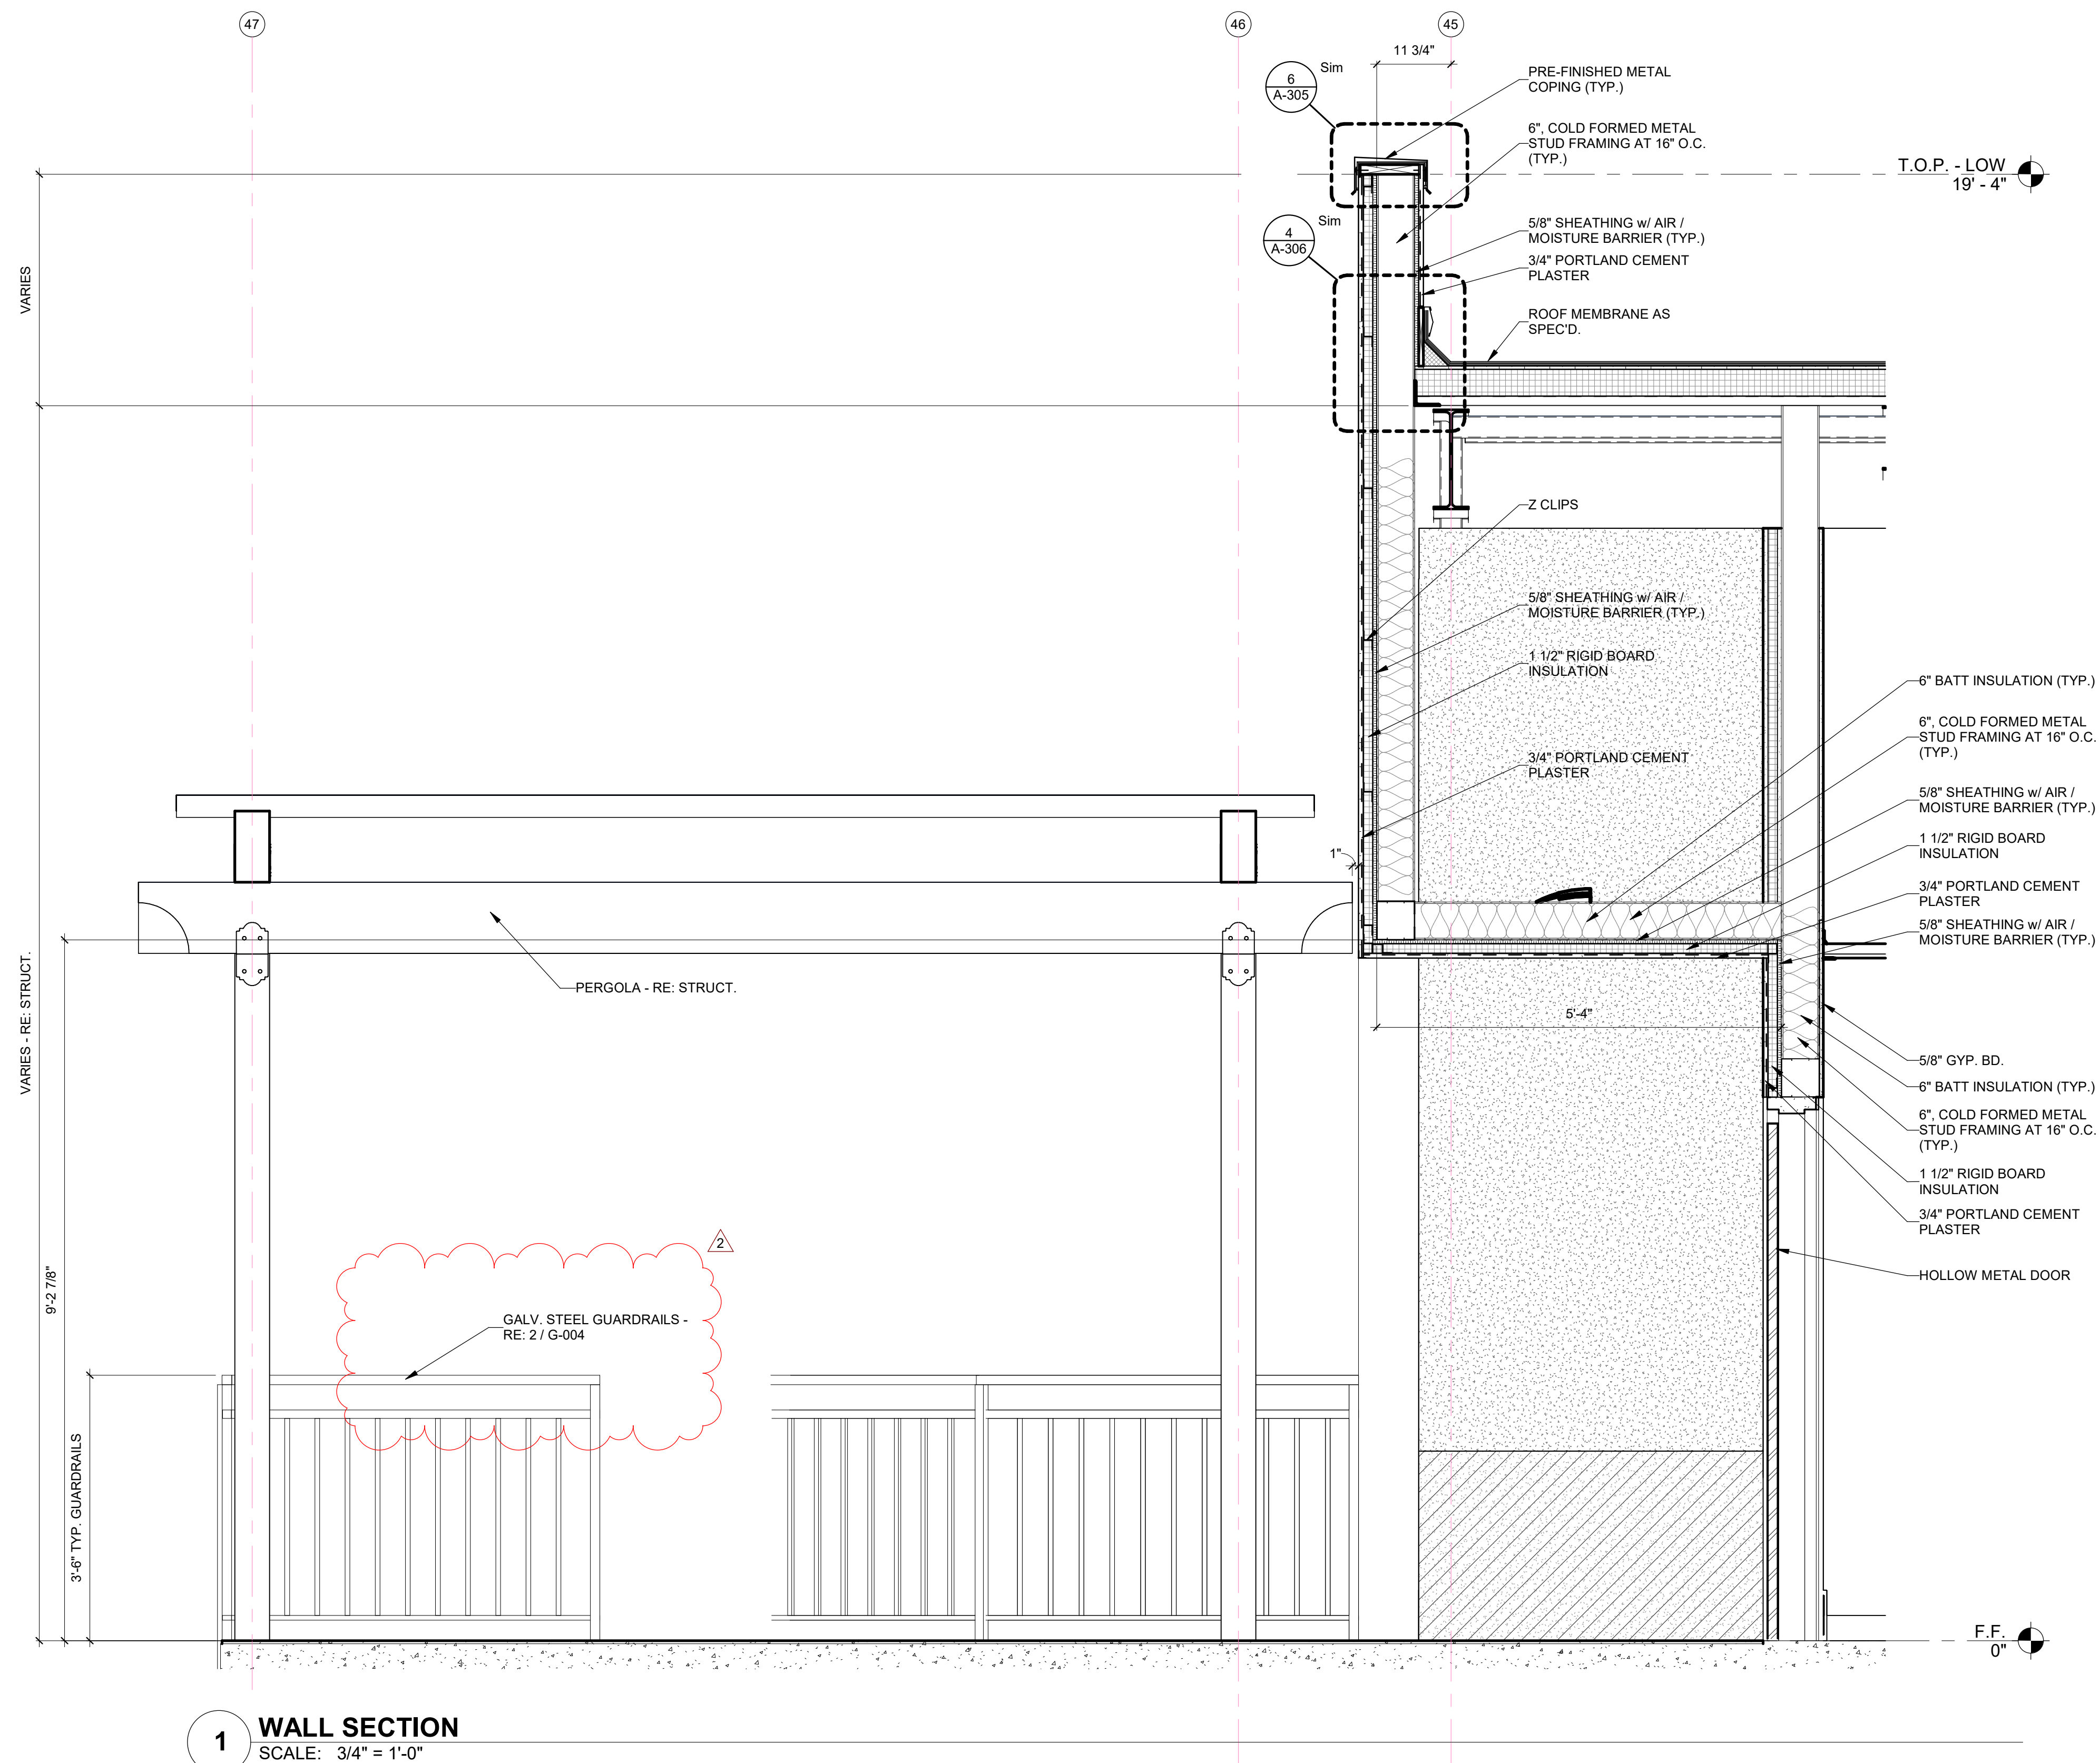 47
46
45
11 3/4"
6
A-305
Sim
PRE-FINISHED METAL
COPING (TYP.)
6", COLD FORMED METAL
STUD FRAMING AT 16" O.C.
(TYP.)
T.O.P. - LOW
19' - 4"
4
A-306
Sim
5/8" SHEATHING w/ AIR /
MOISTURE BARRIER (TYP.)
3/4" PORTLAND CEMENT
PLASTER
ROOF MEMBRANE AS
SPEC'D.
VARIES
Z CLIPS
5/8" SHEATHING w/ AIR /
MOISTURE BARRIER (TYP.)
1 1/2" RIGID BOARD
INSULATION
3/4" PORTLAND CEMENT
PLASTER
1"
6" BATT INSULATION (TYP.)
6", COLD FORMED METAL
STUD FRAMING AT 16" O.C.
(TYP.)
5/8" SHEATHING w/ AIR /
MOISTURE BARRIER (TYP.)
1 1/2" RIGID BOARD
INSULATION
3/4" PORTLAND CEMENT
PLASTER
5/8" SHEATHING w/ AIR /
MOISTURE BARRIER (TYP.)
PERGOLA - RE: STRUCT.
5'-4"
VARIES - RE: STRUCT.
5/8" GYP. BD.
6" BATT INSULATION (TYP.)
6", COLD FORMED METAL
STUD FRAMING AT 16" O.C.
(TYP.)
1 1/2" RIGID BOARD
INSULATION
3/4" PORTLAND CEMENT
PLASTER
HOLLOW METAL DOOR
2
9'-2 7/8"
GALV. STEEL GUARDRAILS -
RE: 2 / G-004
3'-6" TYP. GUARDRAILS
F.F.
0"
1
WALL SECTION
SCALE: 3/4" = 1'-0"